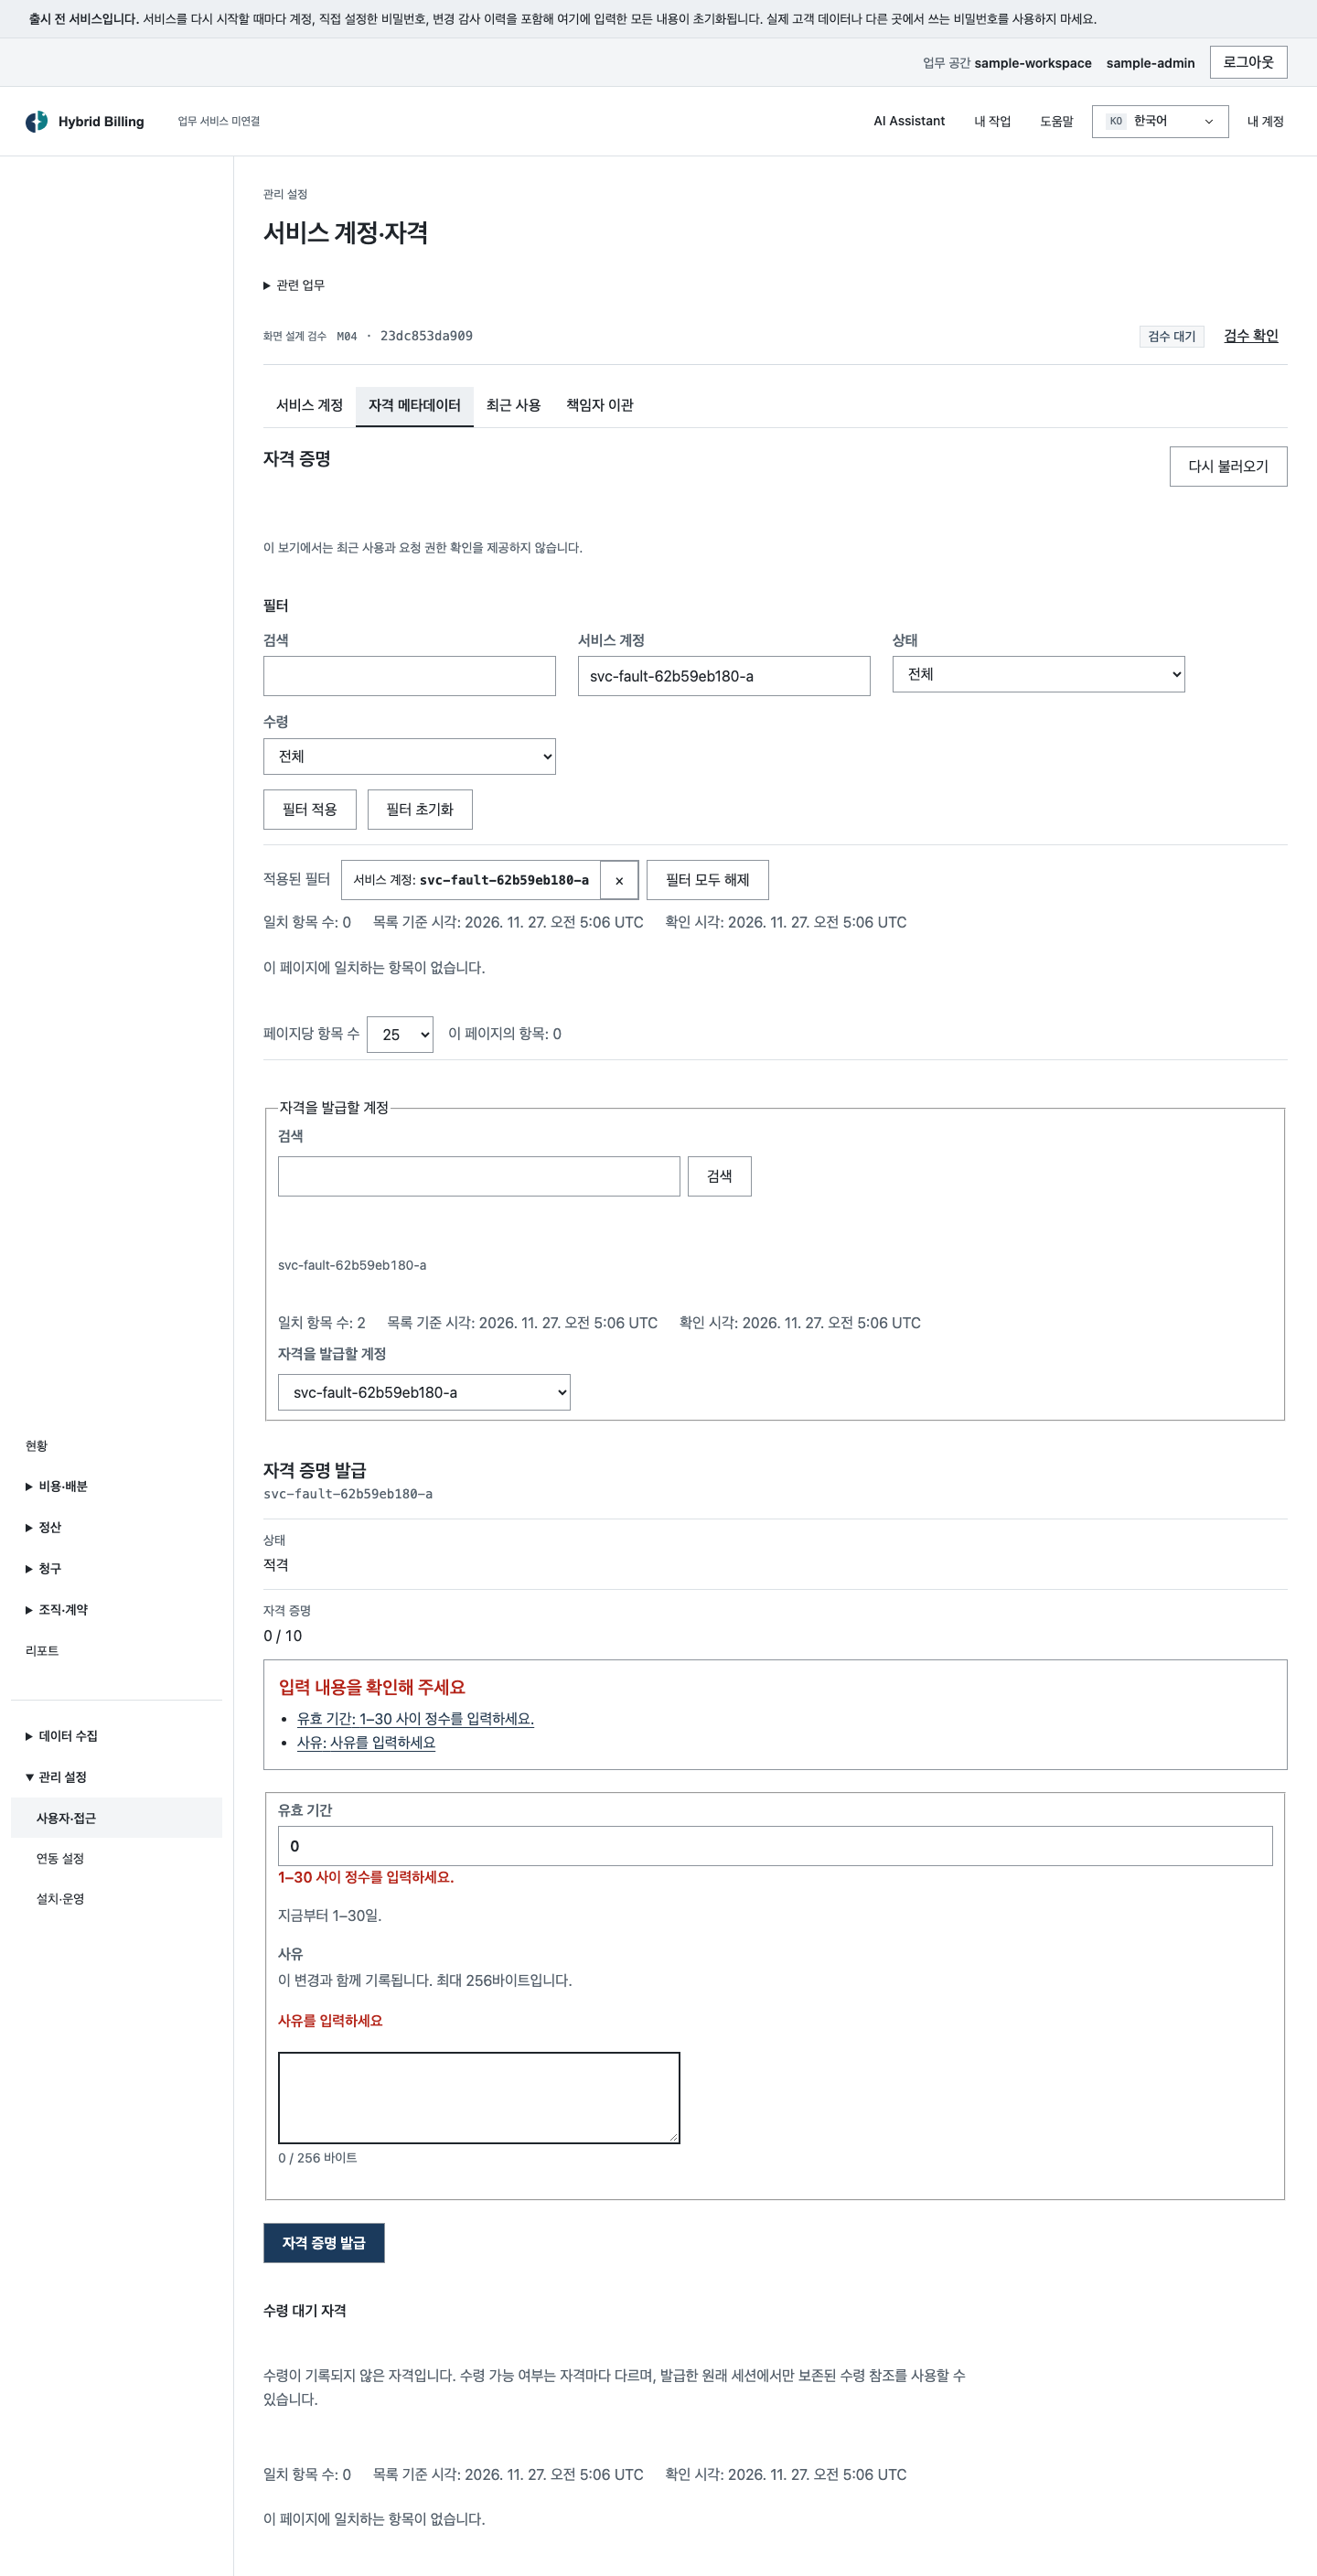 출시 전 서비스입니다. 서비스를 다시 시작할 때마다 계정, 직접 설정한 비밀번호, 변경 감사 이력을 포함해 여기에 입력한 모든 내용이 초기화됩니다. 실제 고객 데이터나 다른 곳에서 쓰는 비밀번호를 사용하지 마세요.
업무 공간 sample-workspace sample-admin 로그아웃
Hybrid Billing 업무 서비스 미연결 AI Assistant 내 작업 도움말 KO 한국어 내 계정
관리 설정
서비스 계정·자격
관련 업무
화면 설계 검수 M04 · 23dc853da909 검수 대기 검수 확인
서비스 계정 자격 메타데이터 최근 사용 책임자 이관
자격 증명 다시 불러오기
이 보기에서는 최근 사용과 요청 권한 확인을 제공하지 않습니다.
필터
검색 서비스 계정 상태
svc-fault-62b59eb180-a 전체
수령
전체
필터 적용 필터 초기화
적용된 필터 서비스 계정: svc-fault-62b59eb180-a × 필터 모두 해제
일치 항목 수: 0 목록 기준 시각: 2026. 11. 27. 오전 5:06 UTC 확인 시각: 2026. 11. 27. 오전 5:06 UTC
이 페이지에 일치하는 항목이 없습니다.
페이지당 항목 수 25 이 페이지의 항목: 0
자격을 발급할 계정
검색
검색
svc-fault-62b59eb180-a
일치 항목 수: 2 목록 기준 시각: 2026. 11. 27. 오전 5:06 UTC 확인 시각: 2026. 11. 27. 오전 5:06 UTC
자격을 발급할 계정
svc-fault-62b59eb180-a
현황
비용·배분
정산
청구
조직·계약
리포트
데이터 수집
관리 설정
사용자·접근
연동 설정
설치·운영
자격 증명 발급
svc-fault-62b59eb180-a
상태
적격
자격 증명
0 / 10
입력 내용을 확인해 주세요
• 유효 기간: 1–30 사이 정수를 입력하세요.
• 사유: 사유를 입력하세요
유효 기간
0
1–30 사이 정수를 입력하세요.
지금부터 1–30일.
사유
이 변경과 함께 기록됩니다. 최대 256바이트입니다.
사유를 입력하세요
0 / 256 바이트
자격 증명 발급
수령 대기 자격
수령이 기록되지 않은 자격입니다. 수령 가능 여부는 자격마다 다르며, 발급한 원래 세션에서만 보존된 수령 참조를 사용할 수
있습니다.
일치 항목 수: 0 목록 기준 시각: 2026. 11. 27. 오전 5:06 UTC 확인 시각: 2026. 11. 27. 오전 5:06 UTC
이 페이지에 일치하는 항목이 없습니다.